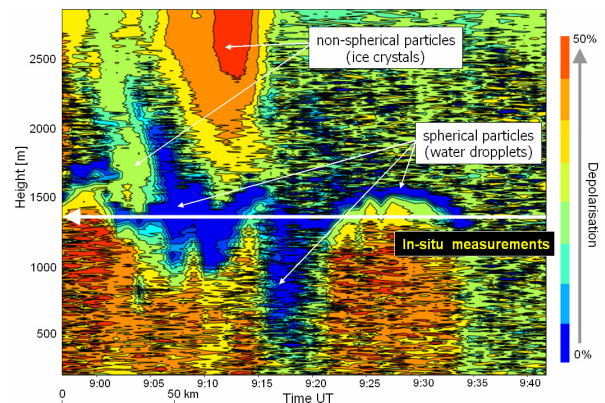 2500
2000
1500
1000
500
Height [m]
non-spherical particles
(ice crystals)
spherical particles
(water dropplets)
In-situ measurements
50%
Depolarisation
0%
9:00 9:05 9:10 9:15 9:20 9:25 9:30 9:35 9:40
0 50 km Time UT